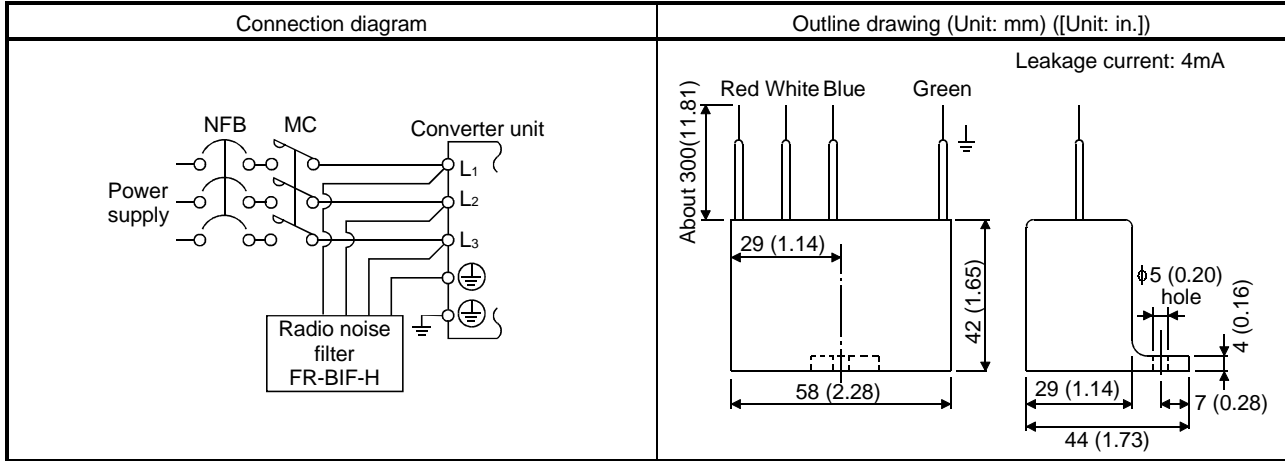 Connection diagram
Outline drawing (Unit: mm) ([Unit: in.])
NFB
MC
Converter unit
Power
supply
L1
L2
L3
Radio noise
filter
FR-BIF-H
Leakage current: 4mA
Red White Blue Green
About 300(11.81)
29 (1.14)
42 (1.65)
58 (2.28)
ϕ5 (0.20)
hole
4 (0.16)
29 (1.14)
7 (0.28)
44 (1.73)